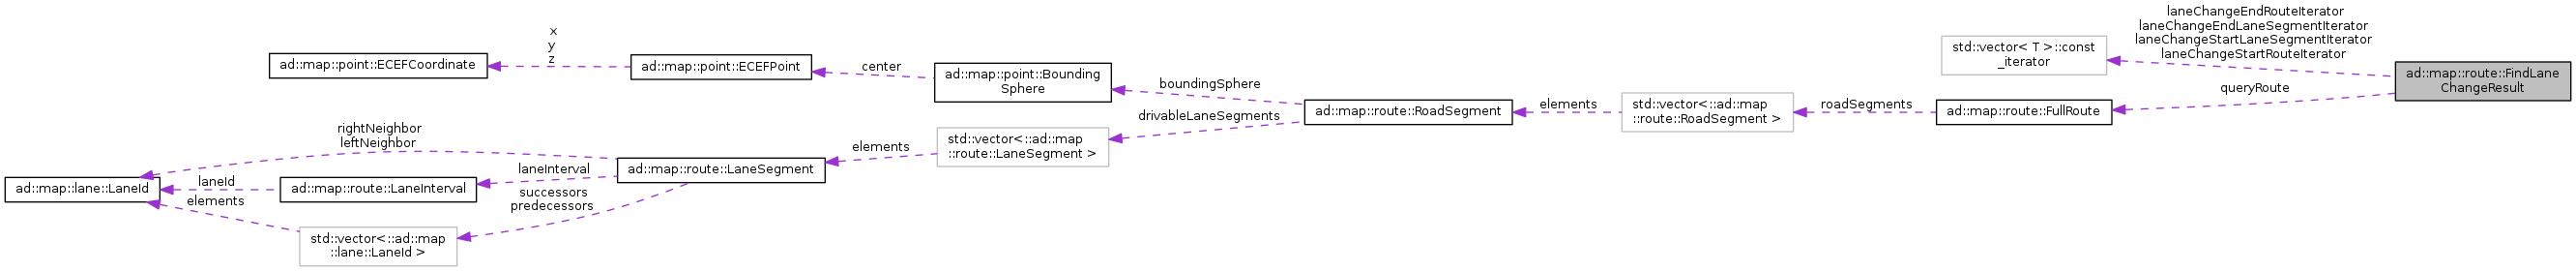 laneChangeEndRouteIterator
laneChangeEndLaneSegmentIterator
laneChangeStartLaneSegmentIterator
laneChangeStartRouteIterator
x
y
z
std::vector< T >::const
_iterator
ad::map::point::ECEFCoordinate
ad::map::point::ECEFPoint
center
ad::map::point::Bounding
Sphere
boundingSphere
ad::map::route::FindLane
ChangeResult
queryRoute
elements
std::vector<::ad::map
::route::RoadSegment >
roadSegments
ad::map::route::FullRoute
ad::map::route::RoadSegment
drivableLaneSegments
rightNeighbor
leftNeighbor
elements
std::vector<::ad::map
::route::LaneSegment >
ad::map::route::LaneSegment
laneInterval
ad::map::lane::LaneId
laneId
ad::map::route::LaneInterval
successors
predecessors
elements
std::vector<::ad::map
::lane::LaneId >